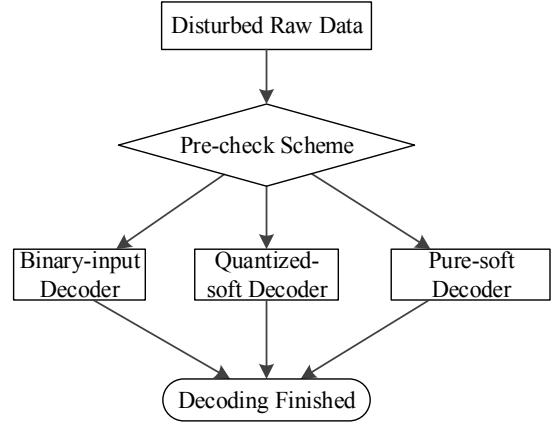 Disturbed Raw Data
Pre-check Scheme
Binary-input
Decoder
Quantized-
soft Decoder
Pure-soft
Decoder
Decoding Finished